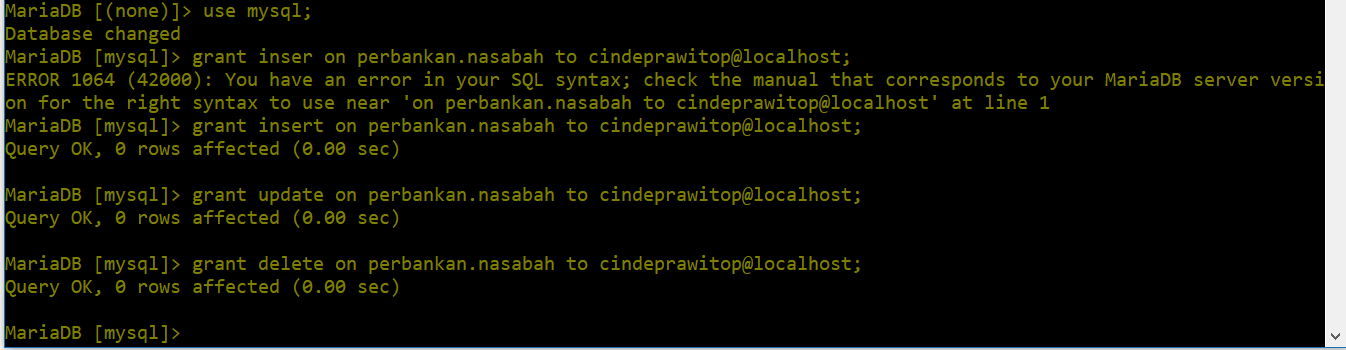 MariaDB [(none)]> use mysql;
Database changed
MariaDB [mysql]> grant inser on perbankan.nasabah to cindeprawitop@localhost;
ERROR 1064 (42000): You have an error in your SQL syntax; check the manual that corresponds to your MariaDB server versi
on for the right syntax to use near 'on perbankan.nasabah to cindeprawitop@localhost' at line 1
MariaDB [mysql]> grant insert on perbankan.nasabah to cindeprawitop@localhost;
Query OK, 0 rows affected (0.00 sec)
MariaDB [mysql]> grant update on perbankan.nasabah to cindeprawitop@localhost;
Query OK, 0 rows affected (0.00 sec)
MariaDB [mysql]> grant delete on perbankan.nasabah to cindeprawitop@localhost;
Query OK, 0 rows affected (0.00 sec)
MariaDB [mysql]>